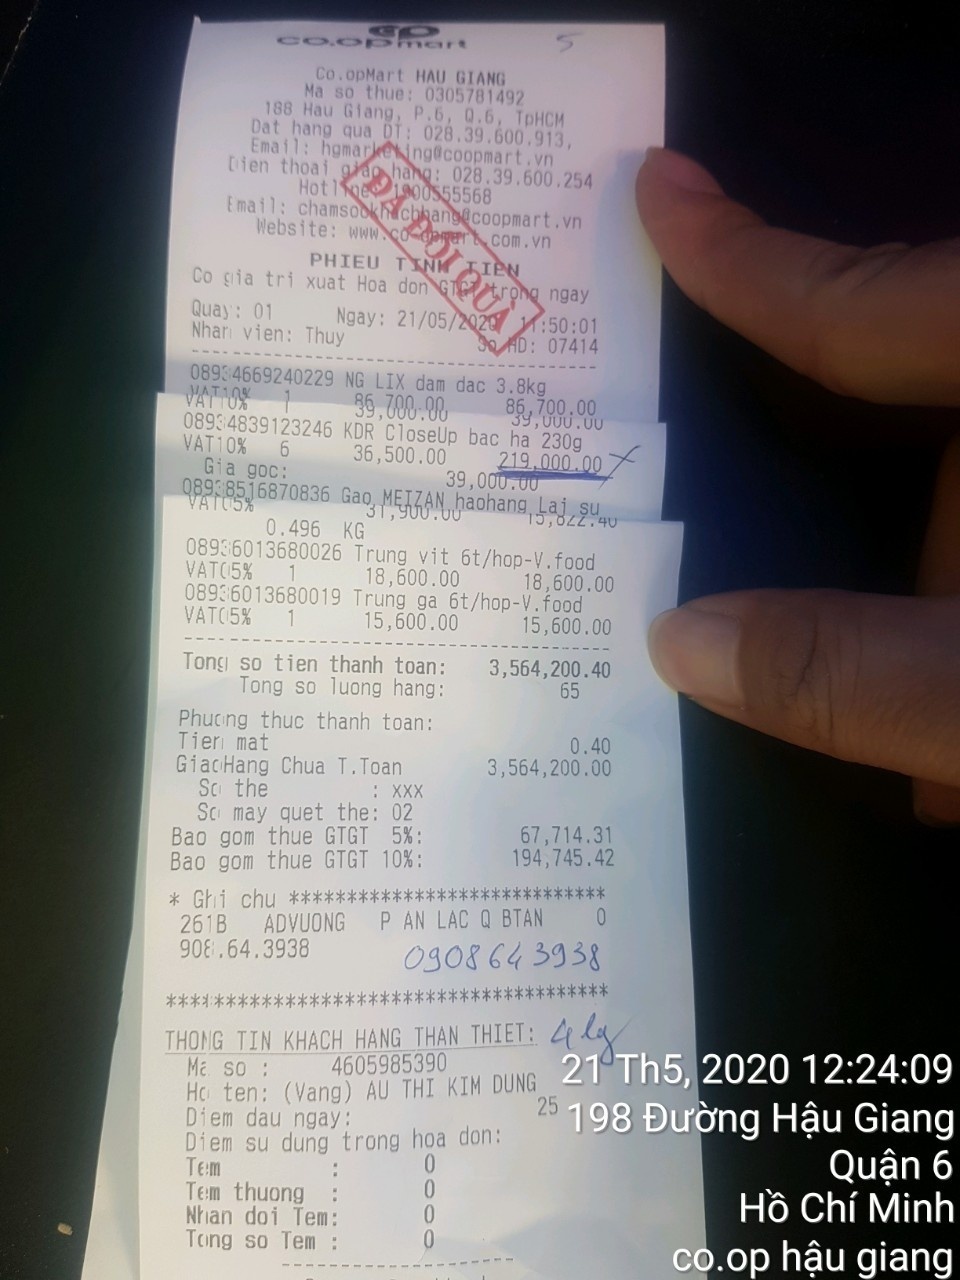 co.opmart
5
Co.opMart HAU GIANG
Ma so thue: 0305781492
188 Hau Giang, P.6, Q.6, TpHCM
Dat hang qua DT: 028.39.600.913,
Email: hgmarketing@coopmart.vn
Dien thoai giao hang: 028.39.600.254
Hotline: 1900555568
Email: chamsockhachhang@coopmart.vn
Website: www.co-opmart.com.vn
ĐÃ ĐỔI QUÀ
PHIEU TINH TIEN
Co gia tri xuat Hoa don GTGT trong ngay
Quay: 01 Ngay: 21/05/2020 11:50:01
Nhan vien: Thuy So HD: 07414
08934669240229 NG LIX dam dac 3.8kg
VAT10% 1 86,700.00 86,700.00
39,000.00 39,000.00
08934839123246 KDR CloseUp bac ha 230g
VAT10% 6 36,500.00 219,000.00
Gia goc: 39,000.00
08938516870836 Gao MEIZAN haohang Lai su
VAT05% 31,900.00 15,822.40
0.496 KG
08936013680026 Trung vit 6t/hop-V.food
VAT05% 1 18,600.00 18,600.00
08936013680019 Trung ga 6t/hop-V.food
VAT05% 1 15,600.00 15,600.00
Tong so tien thanh toan: 3,564,200.40
Tong so luong hang: 65
Phuong thuc thanh toan:
Tien mat 0.40
GiaoHang Chua T.Toan 3,564,200.00
So the : xxx
So may quet the: 02
Bao gom thue GTGT 5%: 67,714.31
Bao gom thue GTGT 10%: 194,745.42
* Ghi chu *****************************
261B ADVUONG P AN LAC Q BTAN 0
908.64.3938
0908643938
****************************************
THONG TIN KHACH HANG THAN THIET:
Ma so : 4605985390
Ho ten: (Vang) AU THI KIM DUNG
Diem dau ngay: 25
Diem su dung trong hoa don:
Tem : 0
Tem thuong : 0
Nhan doi Tem: 0
Tong so Tem : 0
21 Th5, 2020 12:24:09
198 Đường Hậu Giang
Quận 6
Hồ Chí Minh
co.op hậu giang